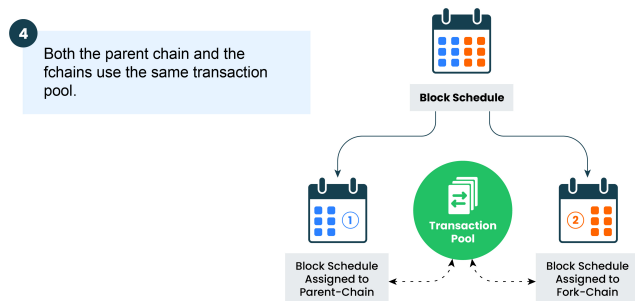 4
Both the parent chain and the
fchains use the same transaction
pool.
Block Schedule
1
Transaction
Pool
2
Block Schedule
Assigned to
Parent-Chain
Block Schedule
Assigned to
Fork-Chain